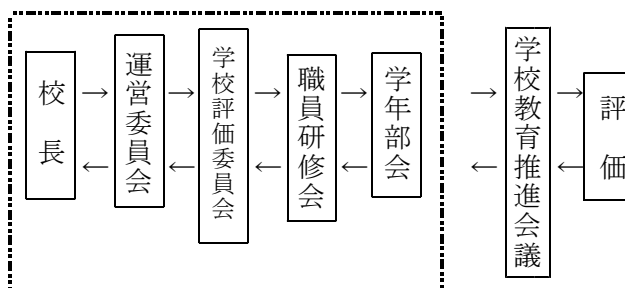 校長
→
←
運営委員会
→
←
学校評価委員会
→
←
職員研修会
→
←
学年部会
→
←
学校教育推進会議
→
←
評価